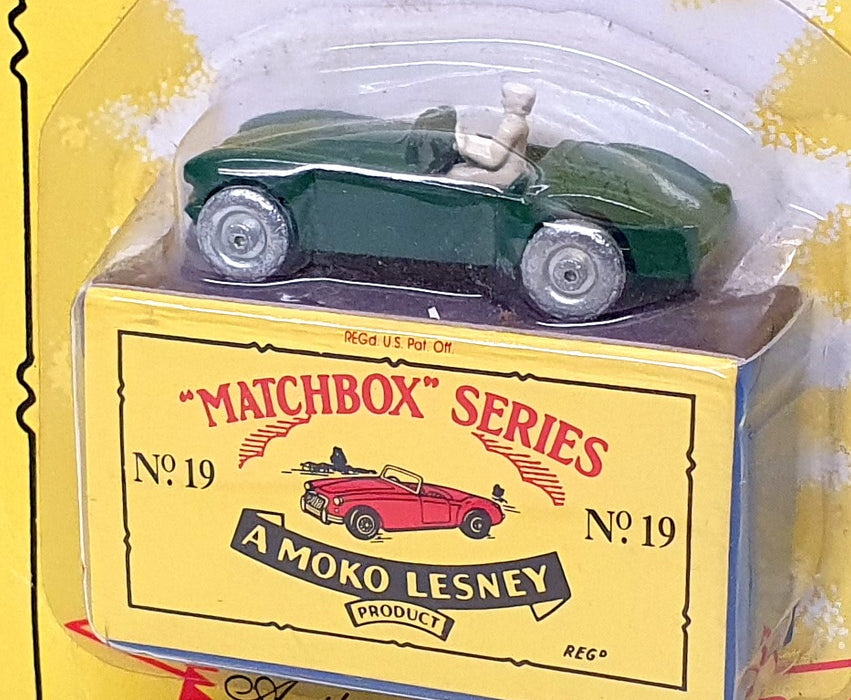 REGd. U.S. Pat. Off.
"MATCHBOX" SERIES
Nº. 19
Nº. 19
A MOKO LESNEY
PRODUCT
REGD